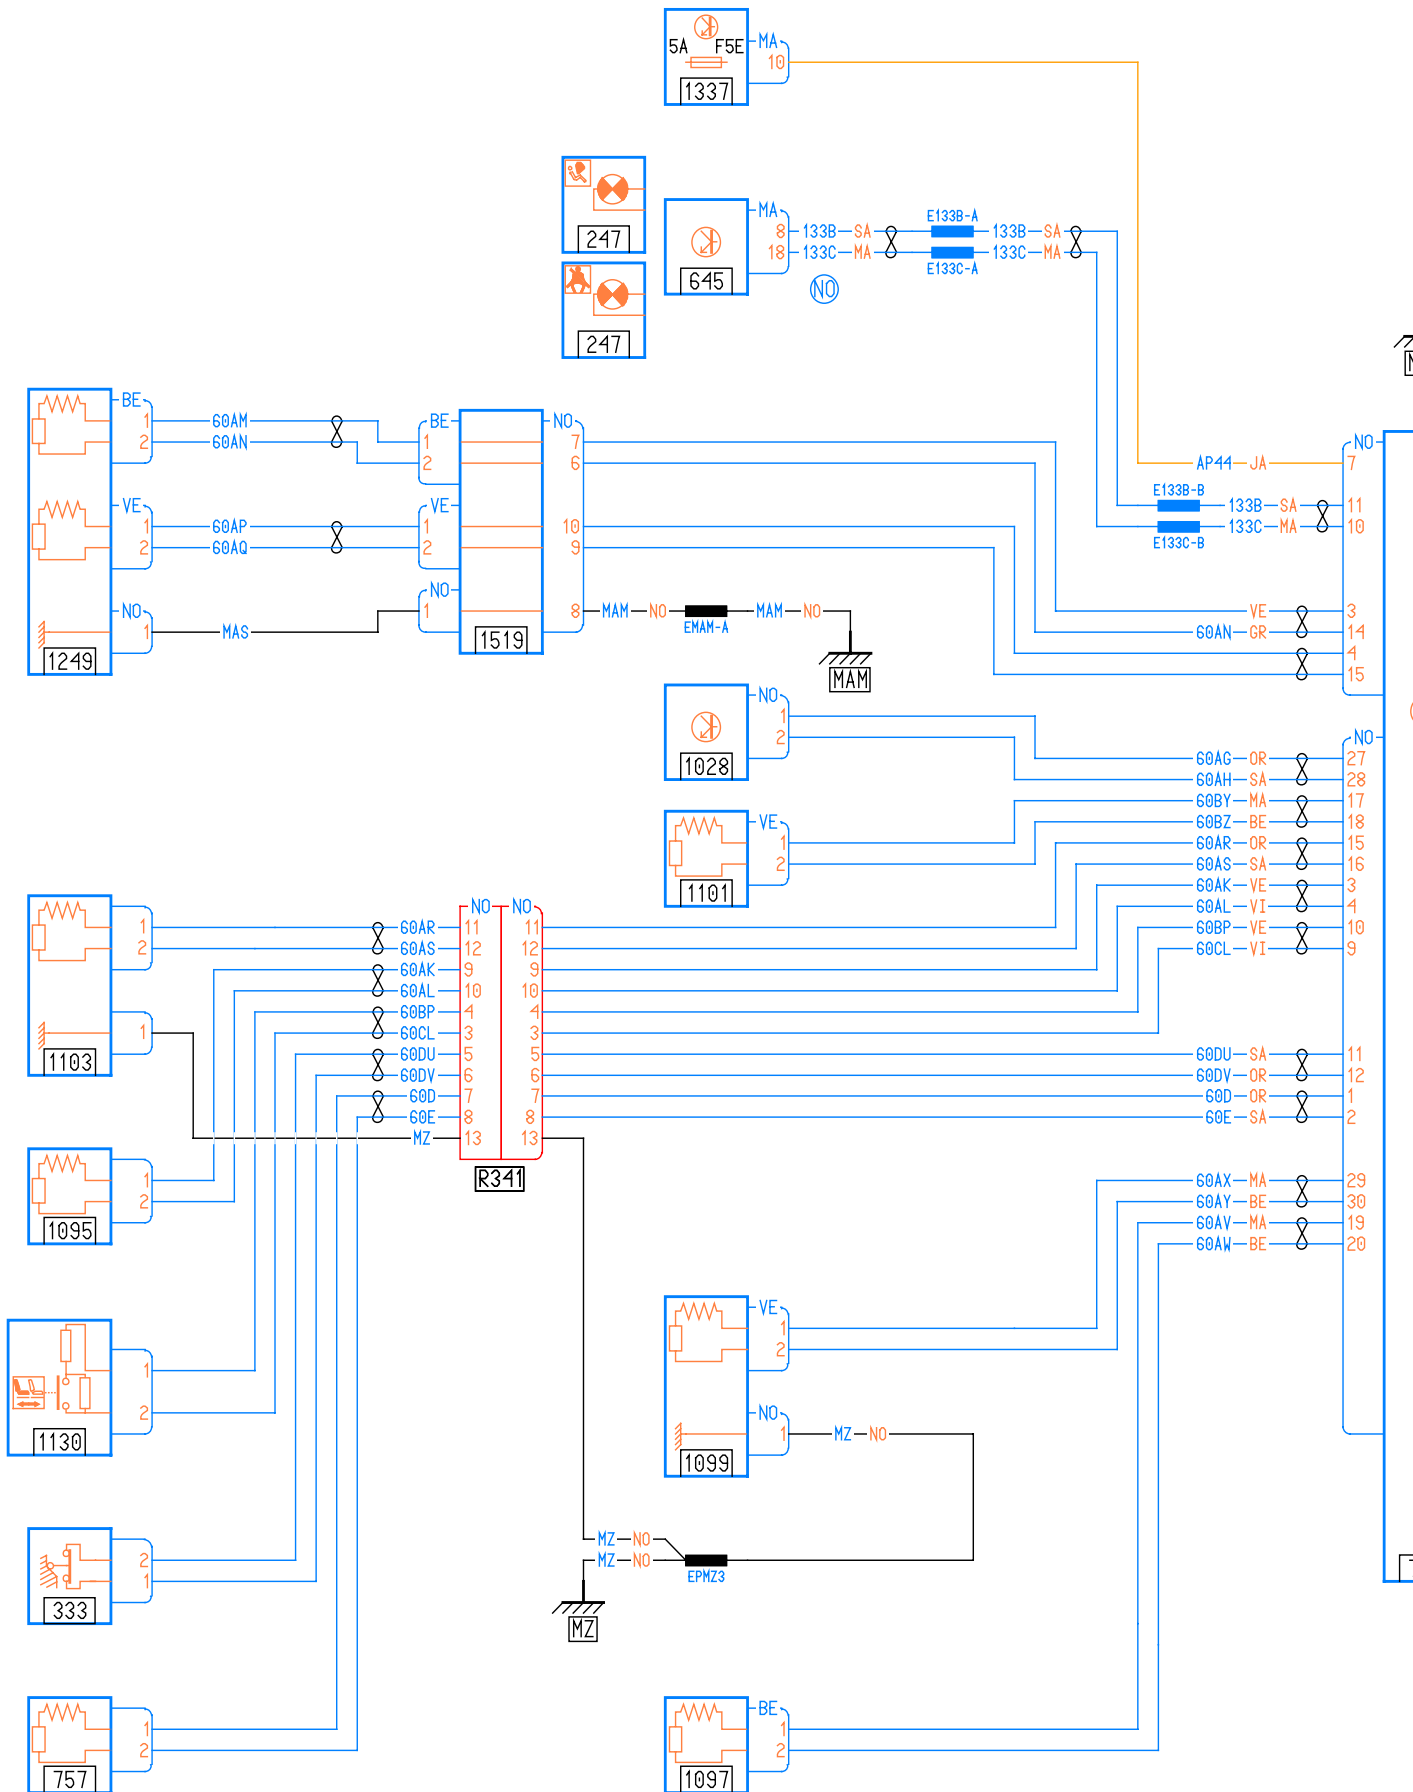 MA
5A F5E
10
1337
247
MA
8 133B SA E133B-A 133B SA
18 133C MA E133C-A 133C MA
645
NO
247
BE
1 60AM
2 60AN
VE
1 60AP
2 60AQ
NO
1 MAS
1249
BE
1
2
VE
1
2
NO
1
1519
NO
7
6
10
9
8 MAM NO EMAM-A MAM NO
MAM
NO
AP44 JA 7
E133B-B 133B SA 11
E133C-B 133C MA 10
VE 3
60AN GR 14
4
15
NO
1
2
1028
VE
1
2
1101
NO
60AG OR 27
60AH SA 28
60BY MA 17
60BZ BE 18
60AR OR 15
60AS SA 16
60AK VE 3
60AL VI 4
60BP VE 10
60CL VI 9
60DU SA 11
60DV OR 12
60D OR 1
60E SA 2
60AX MA 29
60AY BE 30
60AV MA 19
60AW BE 20
1
2
1
1103
NO NO
60AR 11 11
60AS 12 12
60AK 9 9
60AL 10 10
60BP 4 4
60CL 3 3
60DU 5 5
60DV 6 6
60D 7 7
60E 8 8
MZ 13 13
R341
1
2
1095
1
2
1130
VE
1
2
NO
1 MZ NO
1099
MZ NO
MZ NO
EPMZ3
MZ
2
1
333
1
2
757
BE
1
2
1097